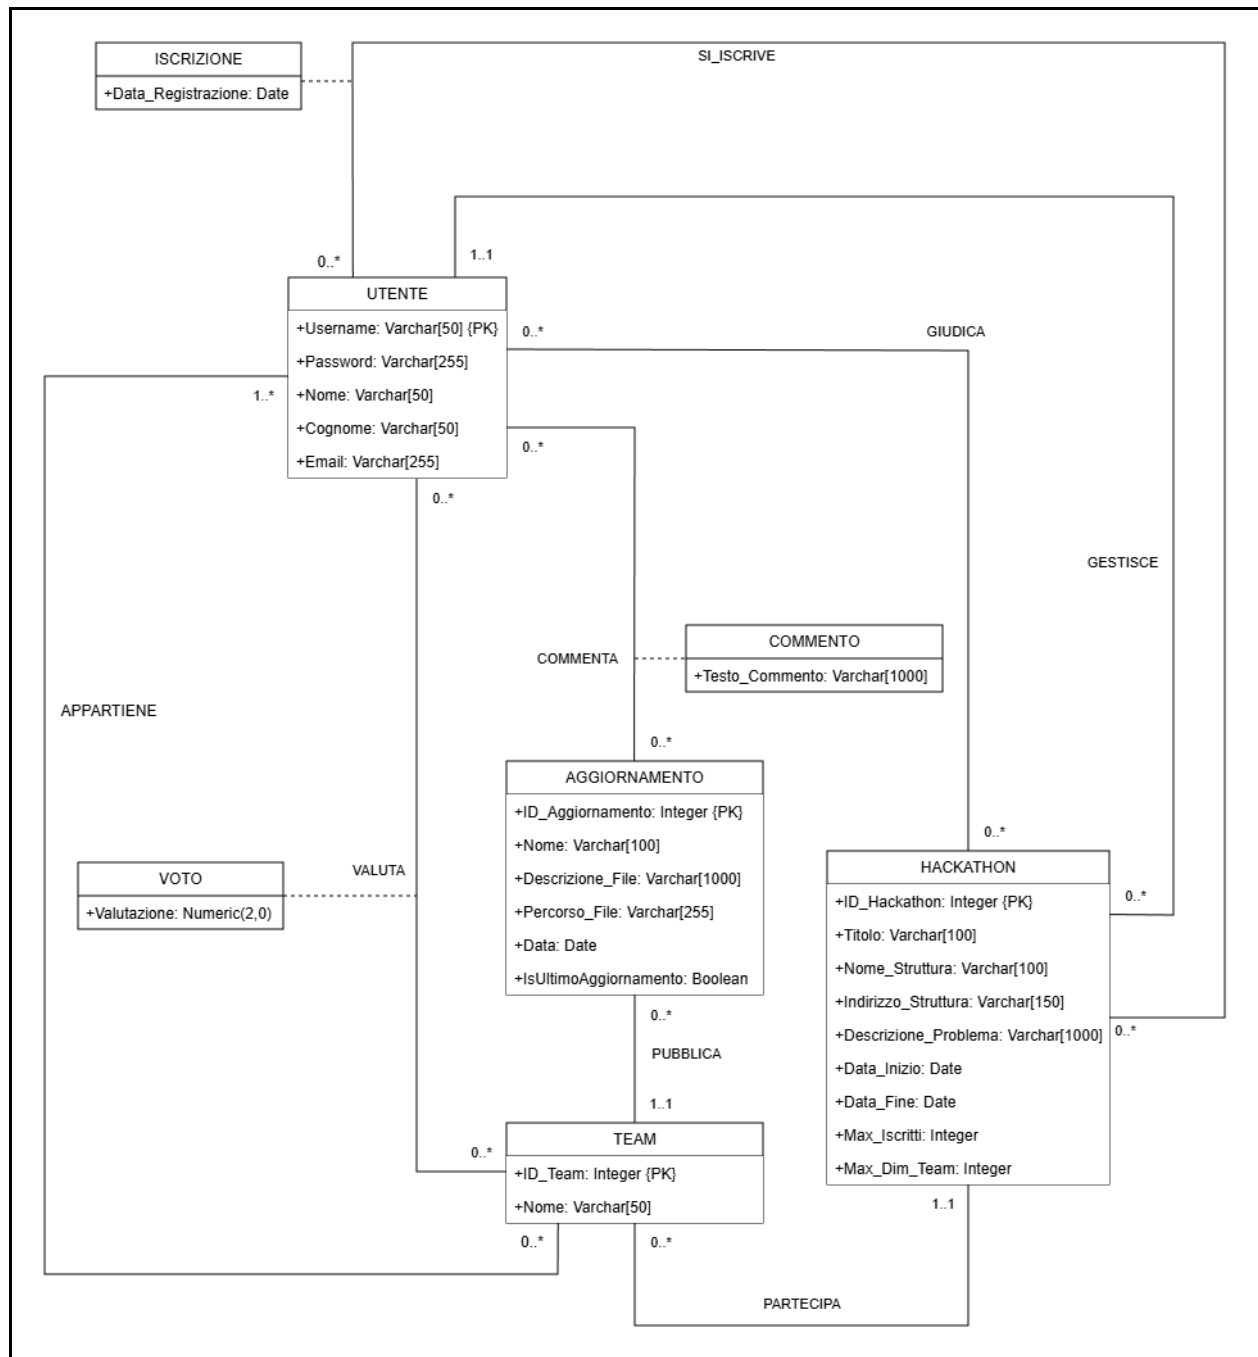 SI_ISCRIVE
ISCRIZIONE
+Data_Registrazione: Date
0..*
1..1
UTENTE
+Username: Varchar[50] {PK}
+Password: Varchar[255]
+Nome: Varchar[50]
+Cognome: Varchar[50]
+Email: Varchar[255]
0..*
GIUDICA
1..*
0..*
0..*
GESTISCE
COMMENTO
+Testo_Commento: Varchar[1000]
COMMENTA
APPARTIENE
0..*
AGGIORNAMENTO
+ID_Aggiornamento: Integer {PK}
+Nome: Varchar[100]
+Descrizione_File: Varchar[1000]
+Percorso_File: Varchar[255]
+Data: Date
+IsUltimoAggiornamento: Boolean
0..*
HACKATHON
+ID_Hackathon: Integer {PK}
+Titolo: Varchar[100]
+Nome_Struttura: Varchar[100]
+Indirizzo_Struttura: Varchar[150]
+Descrizione_Problema: Varchar[1000]
+Data_Inizio: Date
+Data_Fine: Date
+Max_Iscritti: Integer
+Max_Dim_Team: Integer
0..*
0..*
VALUTA
VOTO
+Valutazione: Numeric(2,0)
0..*
PUBBLICA
1..1
TEAM
+ID_Team: Integer {PK}
+Nome: Varchar[50]
0..*
0..*
0..*
1..1
PARTECIPA